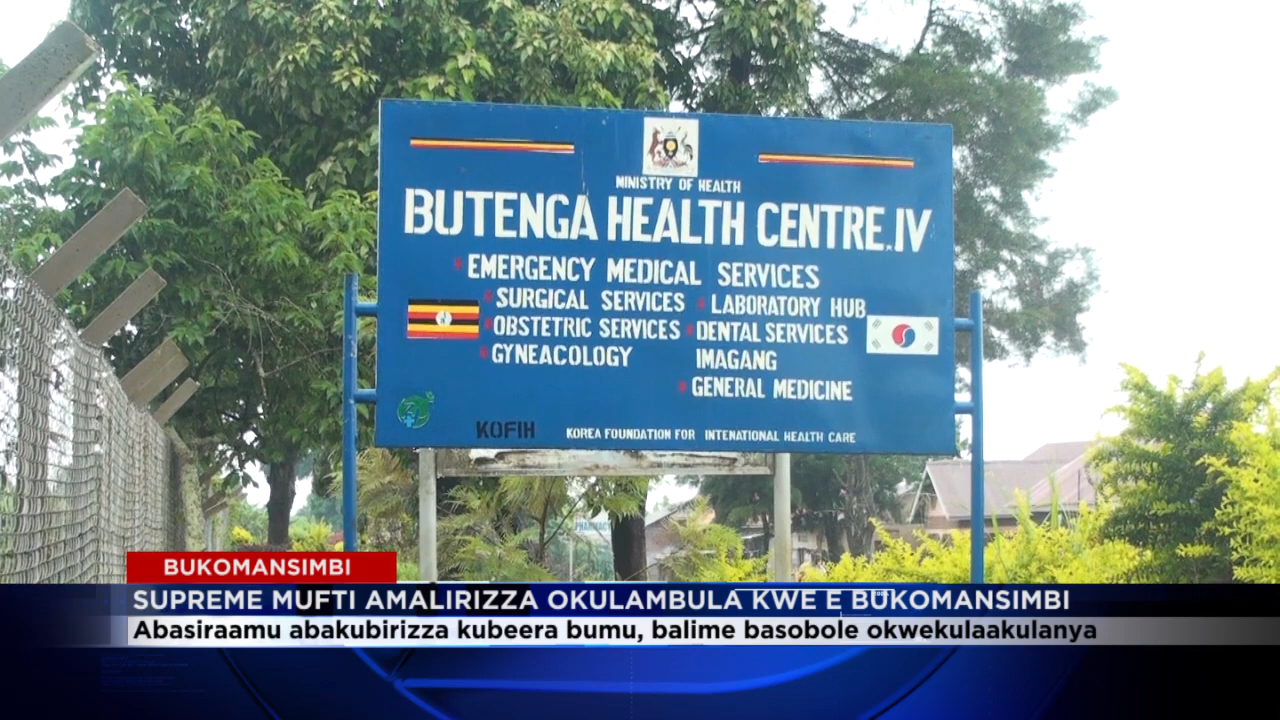 MINISTRY OF HEALTH
BUTENGA HEALTH CENTRE.IV
* EMERGENCY MEDICAL SERVICES
* SURGICAL SERVICES * LABORATORY HUB
* OBSTETRIC SERVICES * DENTAL SERVICES
* GYNEACOLOGY IMAGANG
* GENERAL MEDICINE
KOFIH KOREA FOUNDATION FOR INTENATIONAL HEALTH CARE
PHARMACY
BUKOMANSIMBI
SUPREME MUFTI AMALIRIZZA OKULAMBULA KWE E BUKOMANSIMBI
Abasiraamu abakubirizza kubeera bumu, balime basobole okwekulaakulanya